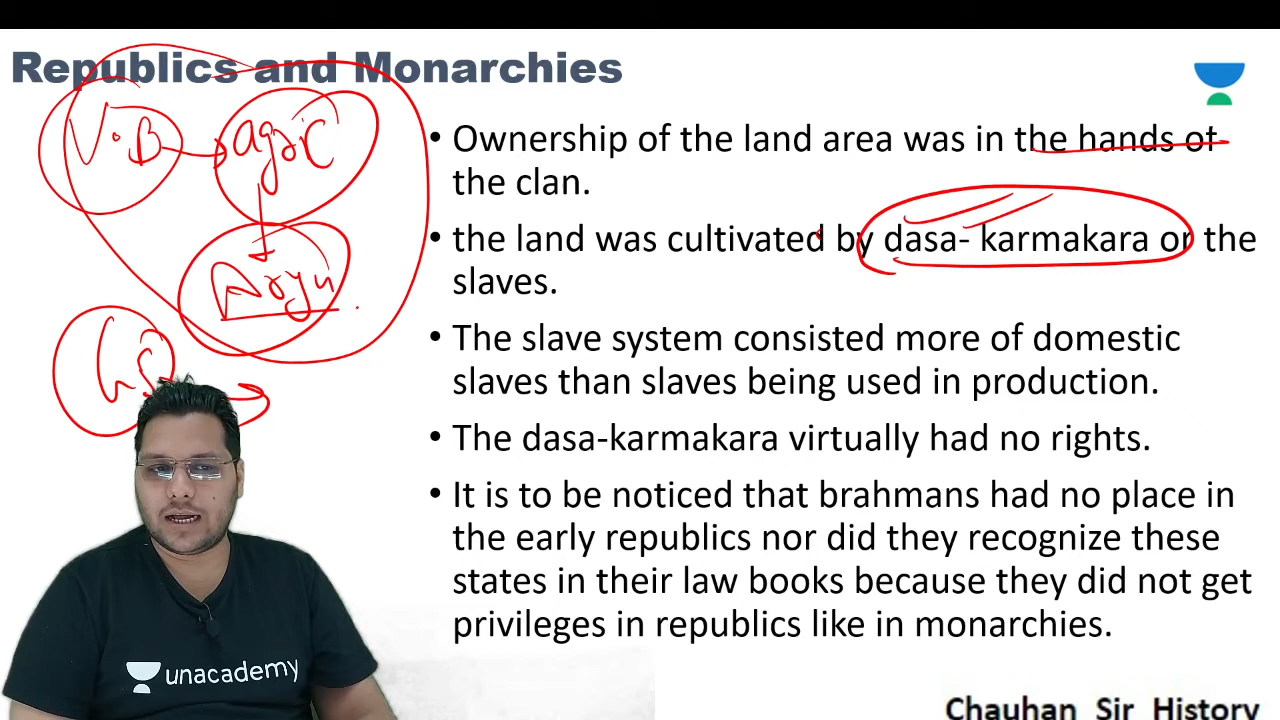 Republics and Monarchies
V.B
agric
Aryu
• Ownership of the land area was in the hands of
the clan.
• the land was cultivated by dasa- karmakara or the
slaves.
• The slave system consisted more of domestic
slaves than slaves being used in production.
• The dasa-karmakara virtually had no rights.
• It is to be noticed that brahmans had no place in
the early republics nor did they recognize these
states in their law books because they did not get
privileges in republics like in monarchies.
unacademy
Chauhan Sir History